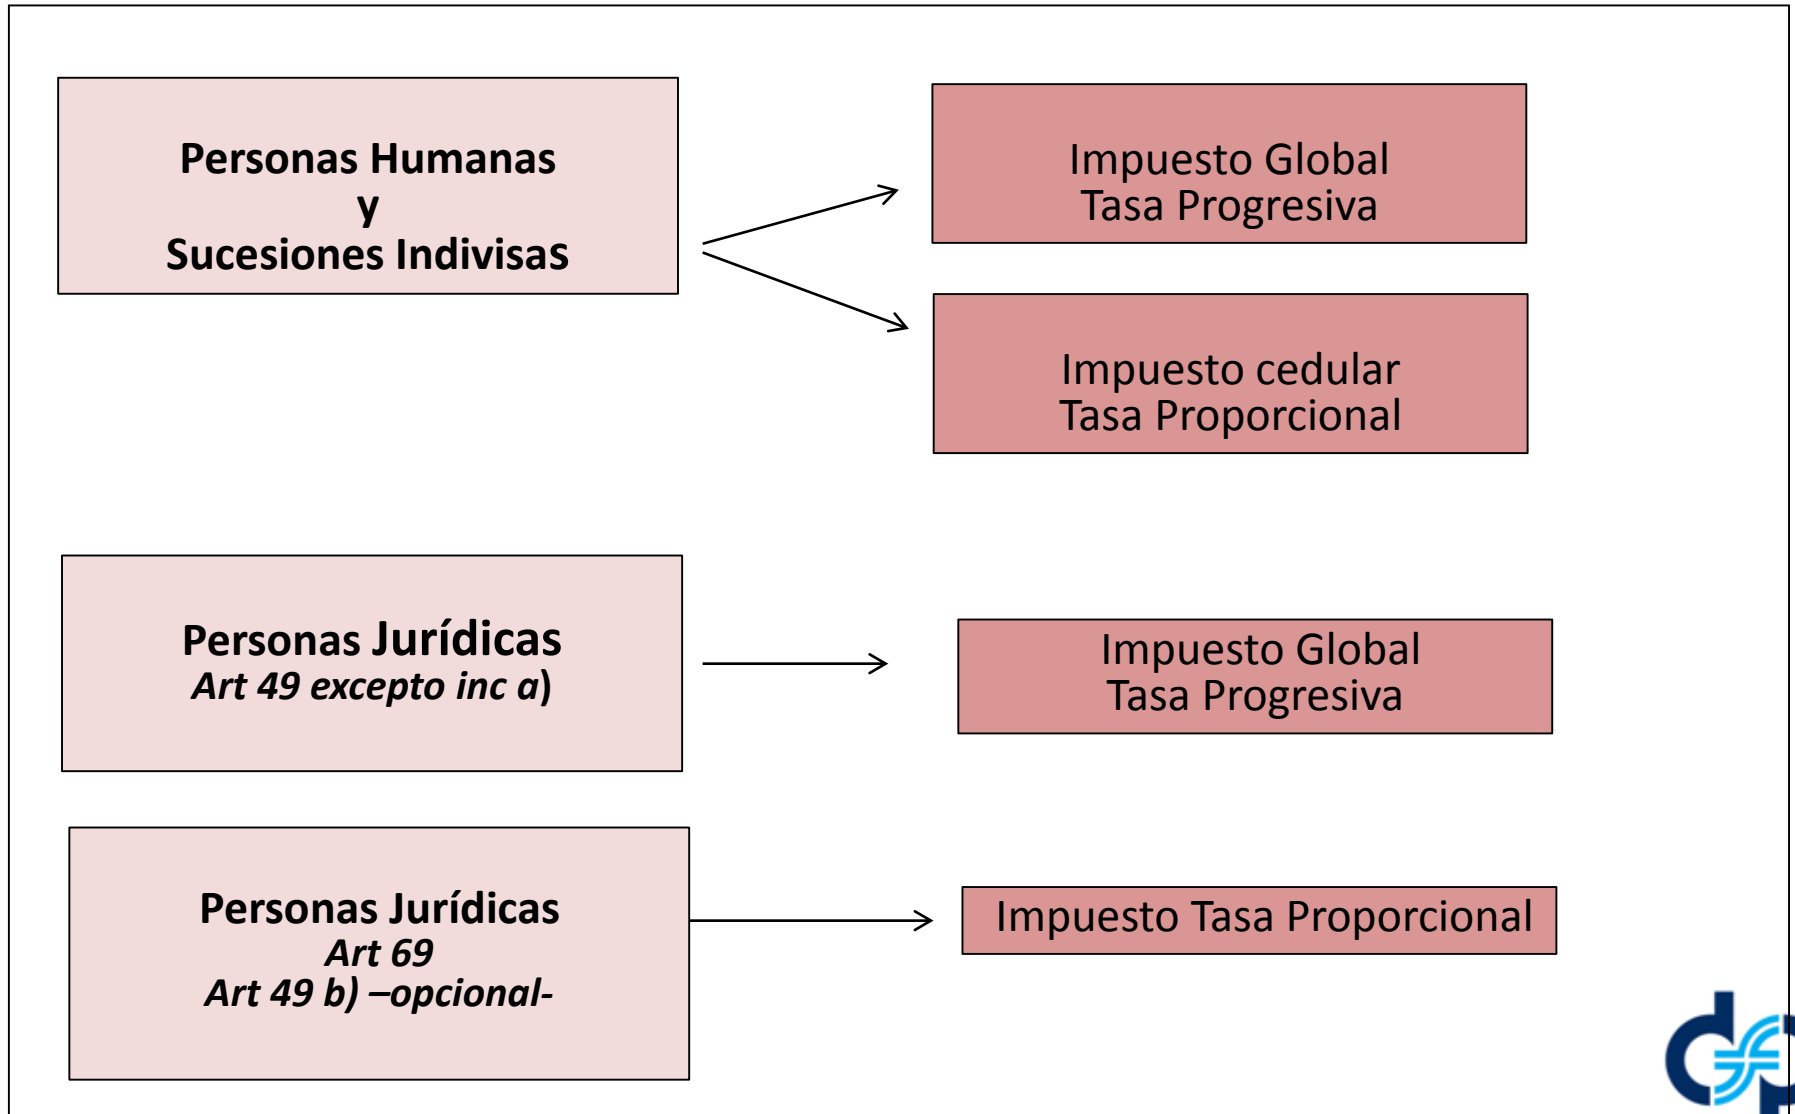 Personas Humanas
y
Sucesiones Indivisas
Impuesto Global
Tasa Progresiva
Impuesto cedular
Tasa Proporcional
Personas Jurídicas
Art 49 excepto inc a)
Impuesto Global
Tasa Progresiva
Personas Jurídicas
Art 69
Art 49 b) –opcional-
Impuesto Tasa Proporcional